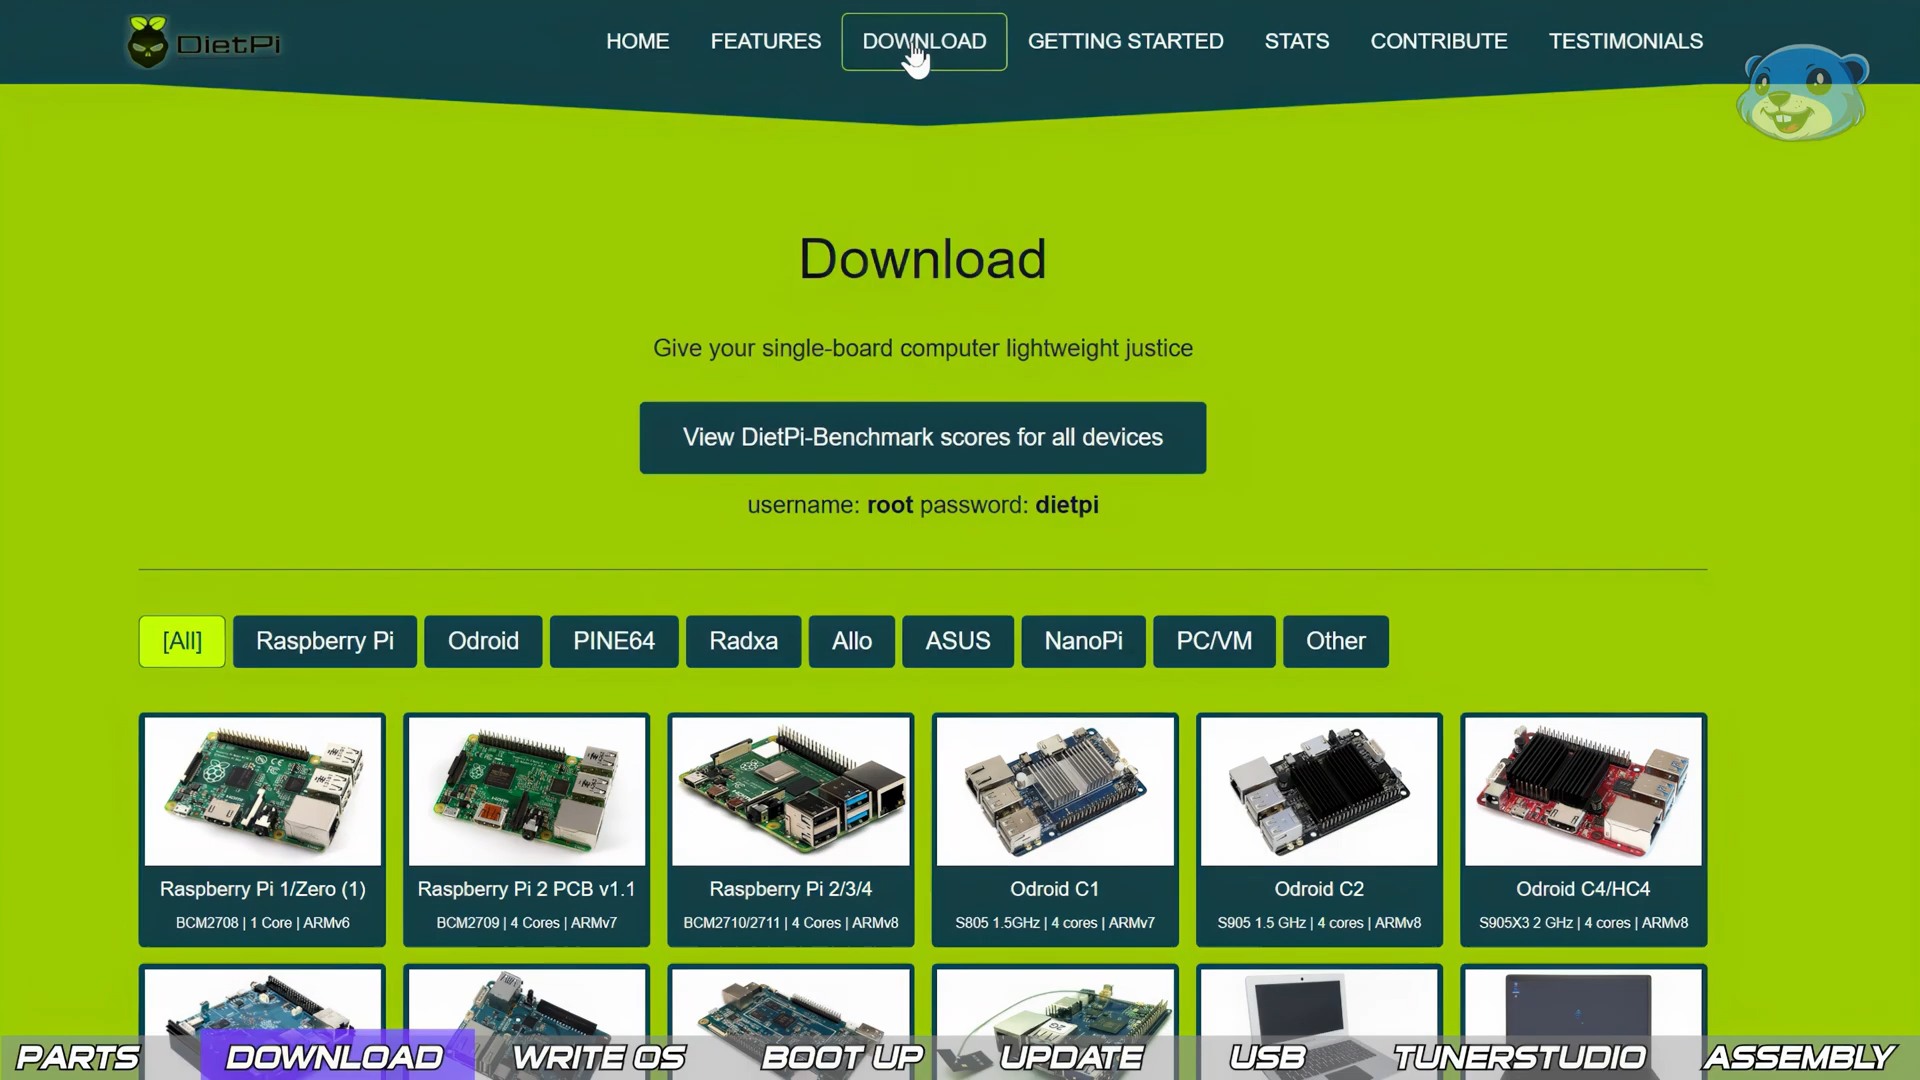 DietPi
HOME FEATURES DOWNLOAD GETTING STARTED STATS CONTRIBUTE TESTIMONIALS
Download
Give your single-board computer lightweight justice
View DietPi-Benchmark scores for all devices
username: root password: dietpi
[All] Raspberry Pi Odroid PINE64 Radxa Allo ASUS NanoPi PC/VM Other
Raspberry Pi 1/Zero (1)
BCM2708 | 1 Core | ARMv6
Raspberry Pi 2 PCB v1.1
BCM2709 | 4 Cores | ARMv7
Raspberry Pi 2/3/4
BCM2710/2711 | 4 Cores | ARMv8
Odroid C1
S805 1.5GHz | 4 cores | ARMv7
Odroid C2
S905 1.5 GHz | 4 cores | ARMv8
Odroid C4/HC4
S905X3 2 GHz | 4 cores | ARMv8
PARTS DOWNLOAD WRITE OS BOOT UP UPDATE USB TUNERSTUDIO ASSEMBLY